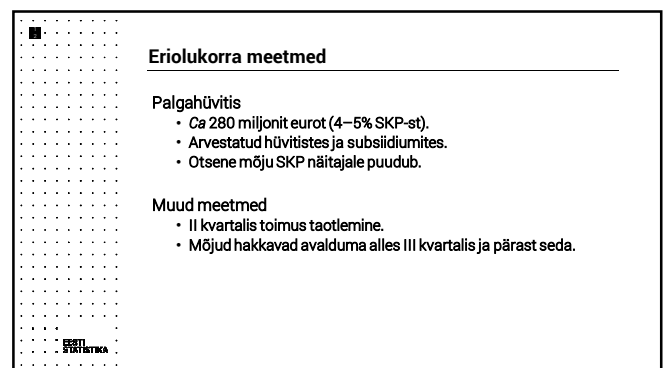 Eriolukorra meetmed
Palgahüvitis
• Ca 280 miljonit eurot (4–5% SKP-st).
• Arvestatud hüvitistes ja subsiidiumites.
• Otsene mõju SKP näitajale puudub.
Muud meetmed
• II kvartalis toimus taotlemine.
• Mõjud hakkavad avalduma alles III kvartalis ja pärast seda.
EESTI
STATISTIKA